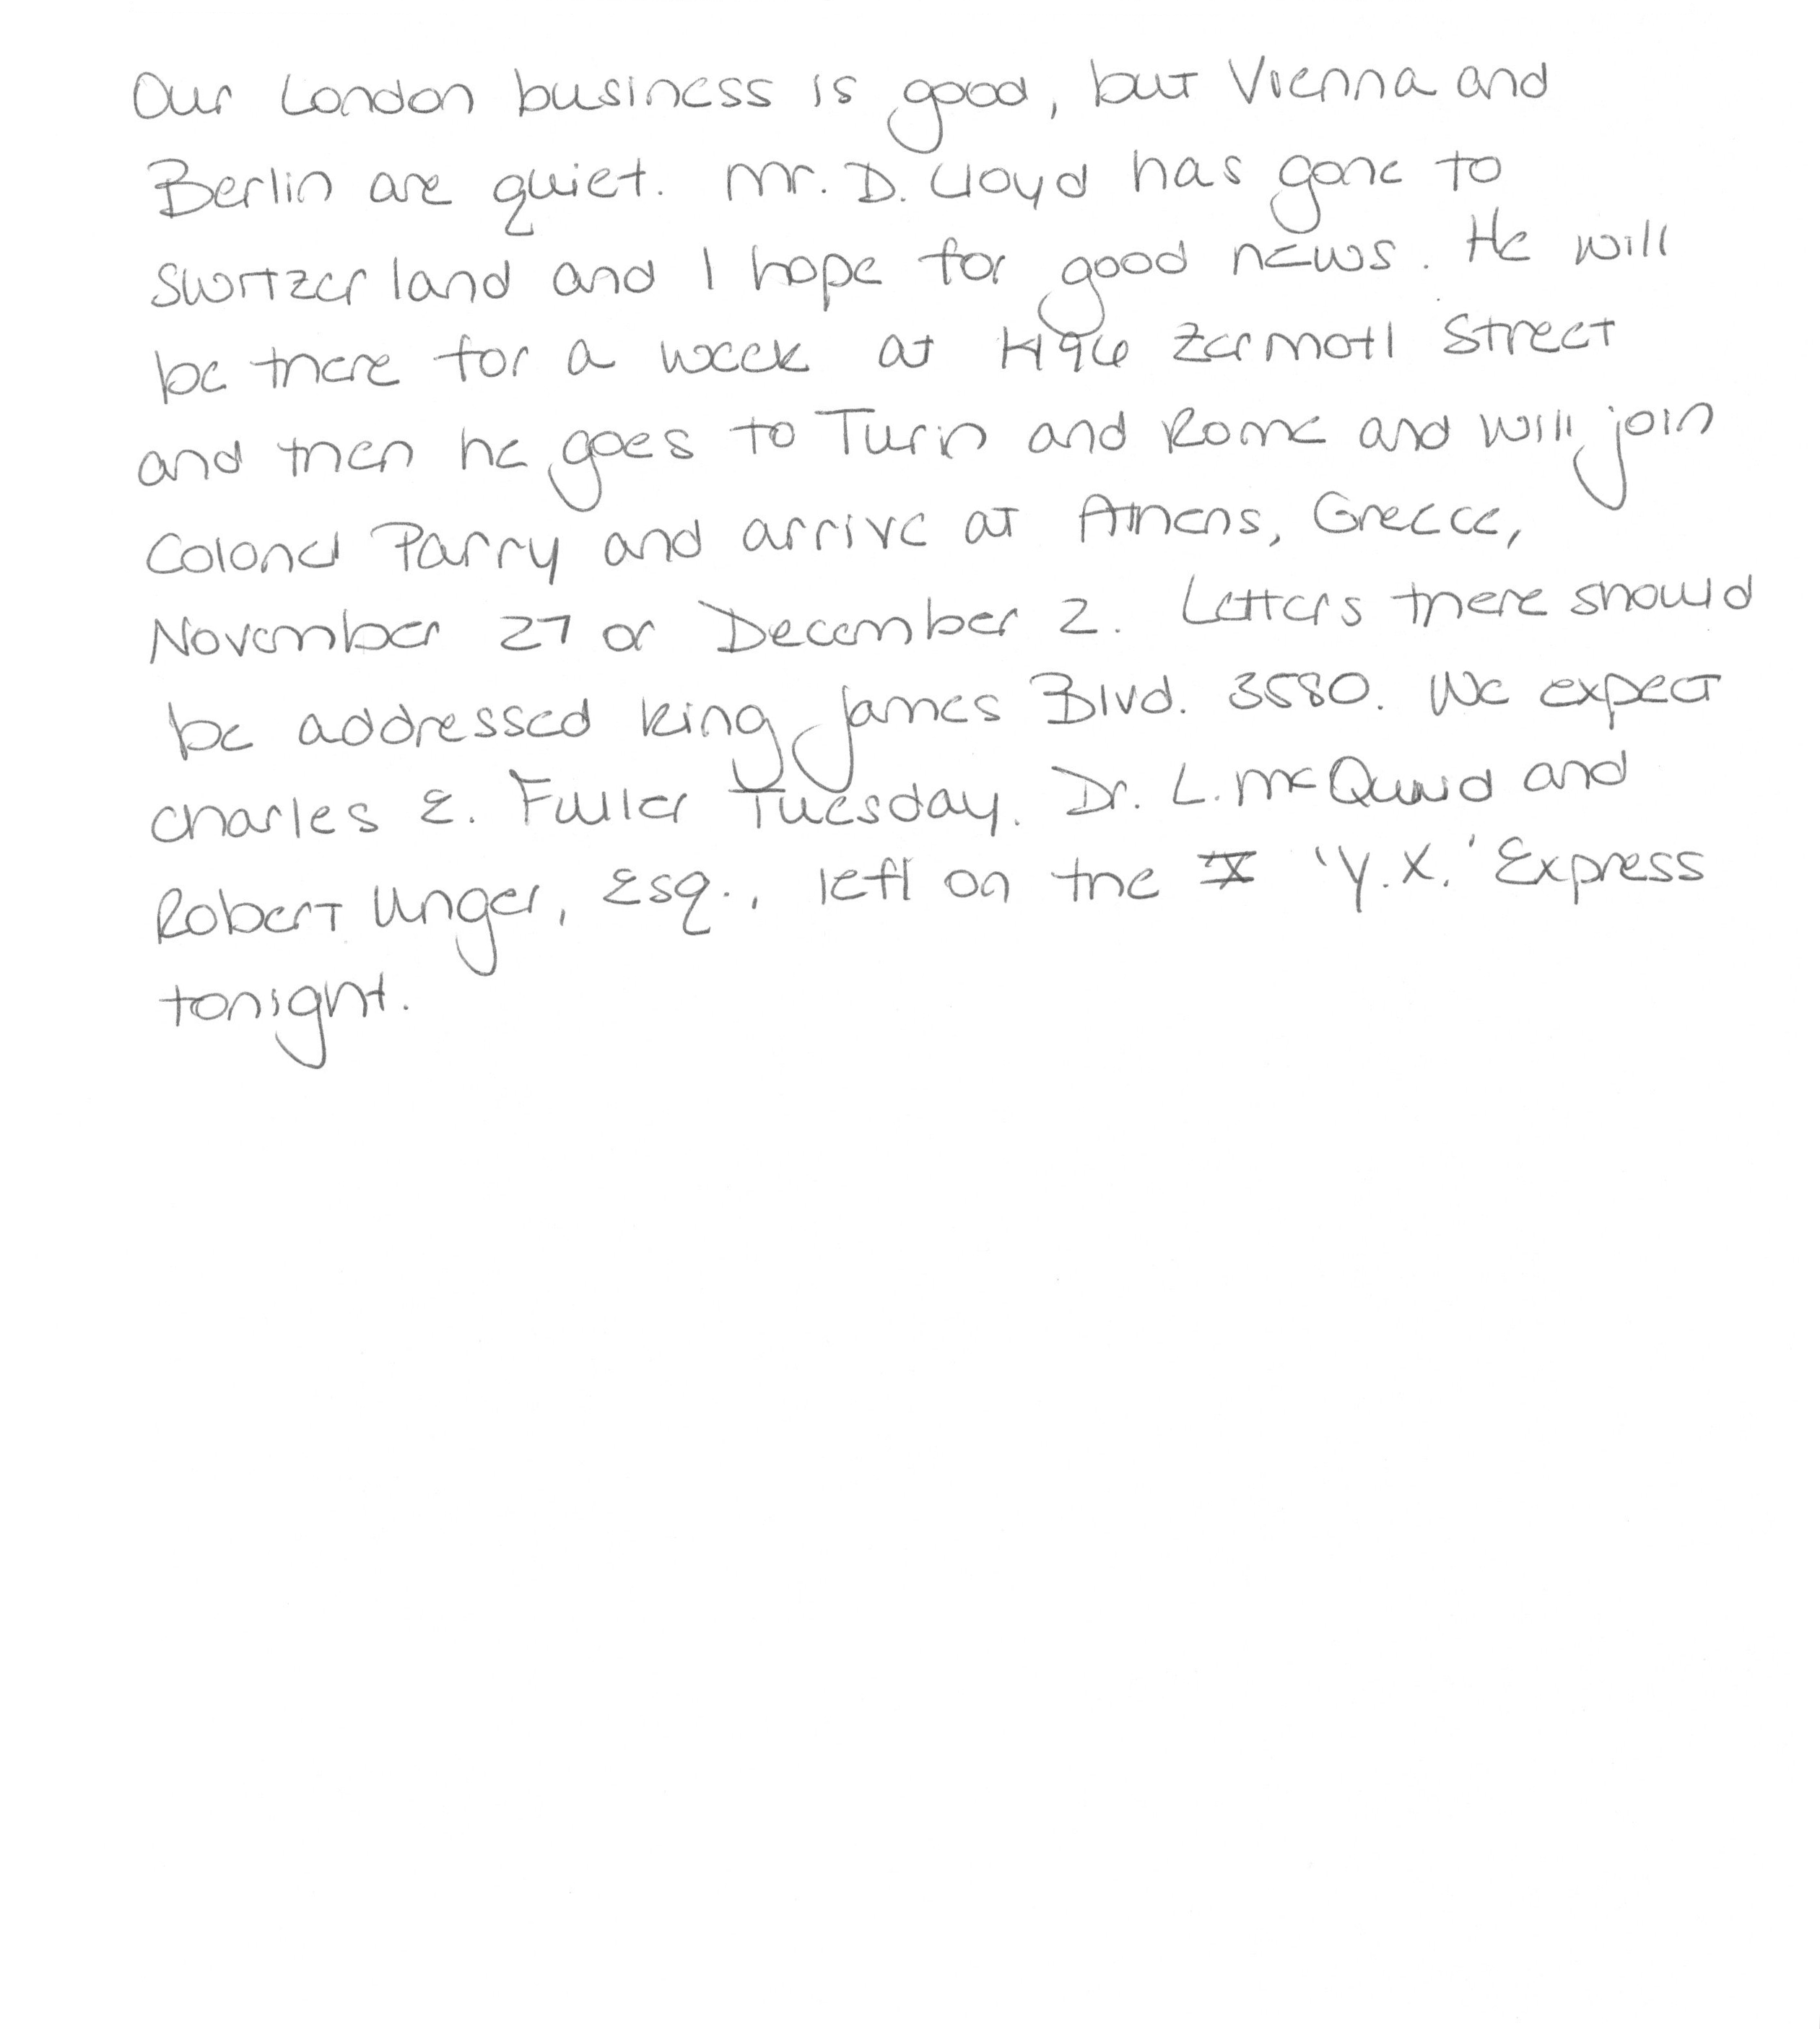 Our London business is good, but Vienna and
Berlin are quiet. Mr. D. Lloyd has gone to
Switzerland and I hope for good news. He will
be there for a week at 1496 Zermott Street
and then he goes to Turin and Rome and will join
Colonel Parry and arrive at Athens, Greece,
November 27 or December 2. Letters there should
be addressed King James Blvd. 3580. We expect
Charles E. Fuller Tuesday. Dr. L. McQuaid and
Robert Unger, Esq., left on the 'Y.X.' Express
tonight.